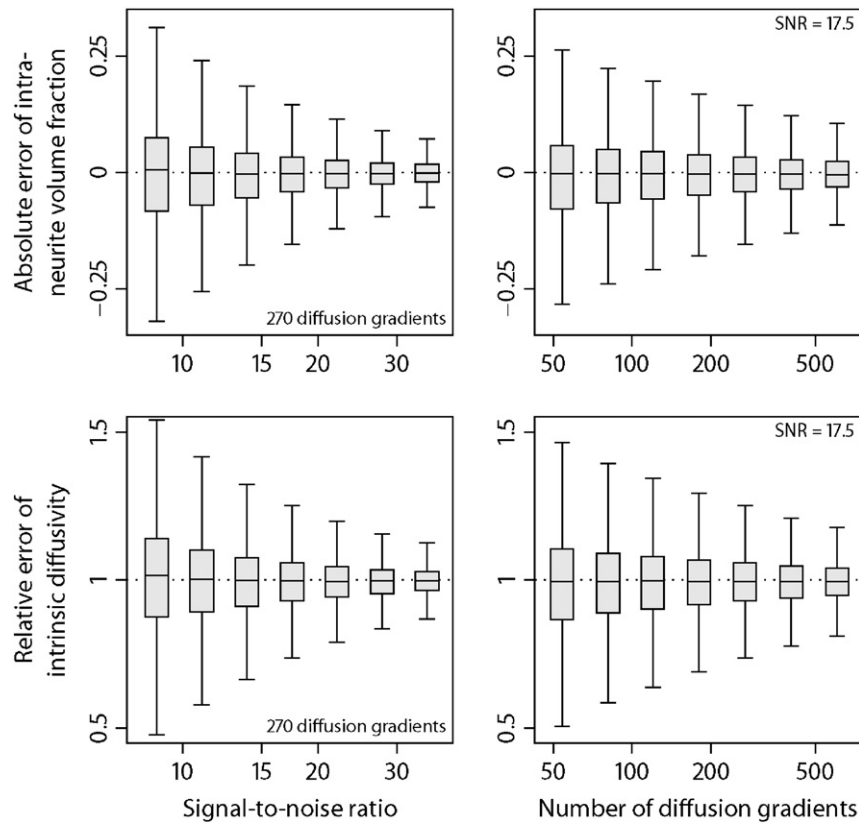 Absolute error of intra-
neurite volume fraction
0.25
0
−0.25
270 diffusion gradients
10 15 20 30
SNR = 17.5
0.25
0
−0.25
50 100 200 500
Relative error of
intrinsic diffusivity
1.5
1
0.5
270 diffusion gradients
10 15 20 30
Signal-to-noise ratio
SNR = 17.5
1.5
1
0.5
50 100 200 500
Number of diffusion gradients